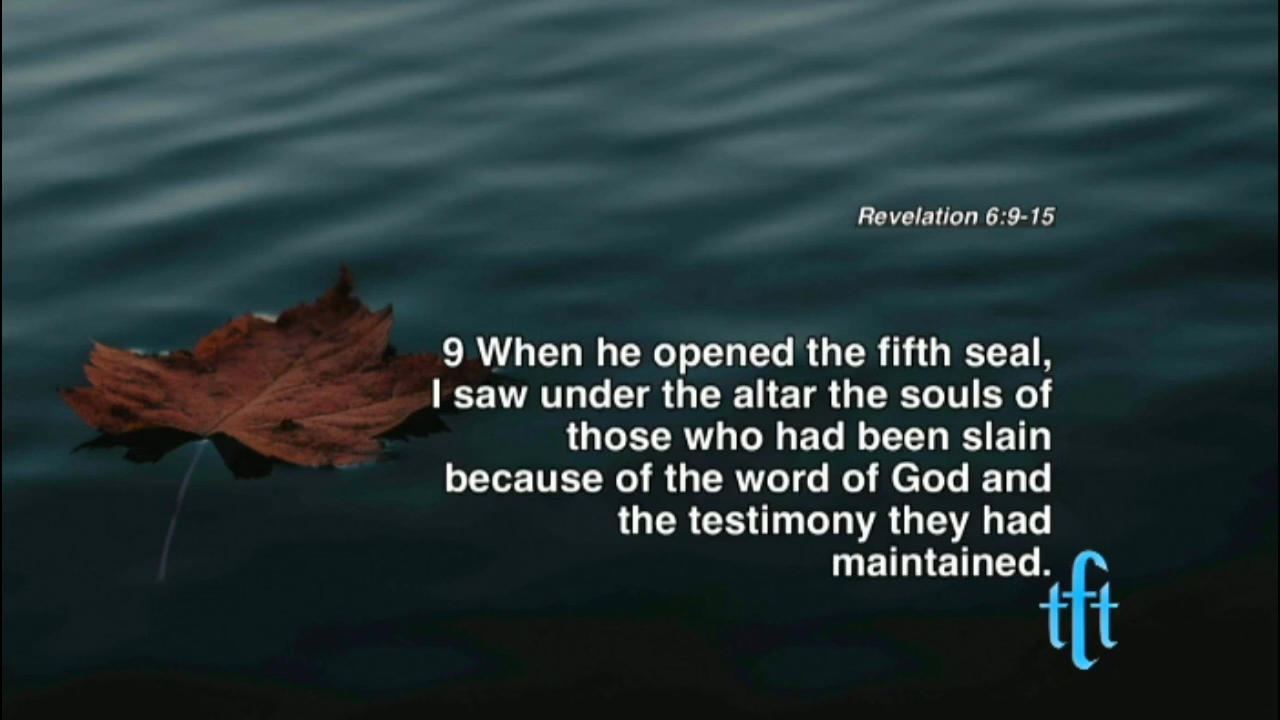 Revelation 6:9-15
9 When he opened the fifth seal,
I saw under the altar the souls of
those who had been slain
because of the word of God and
the testimony they had
maintained.
tft